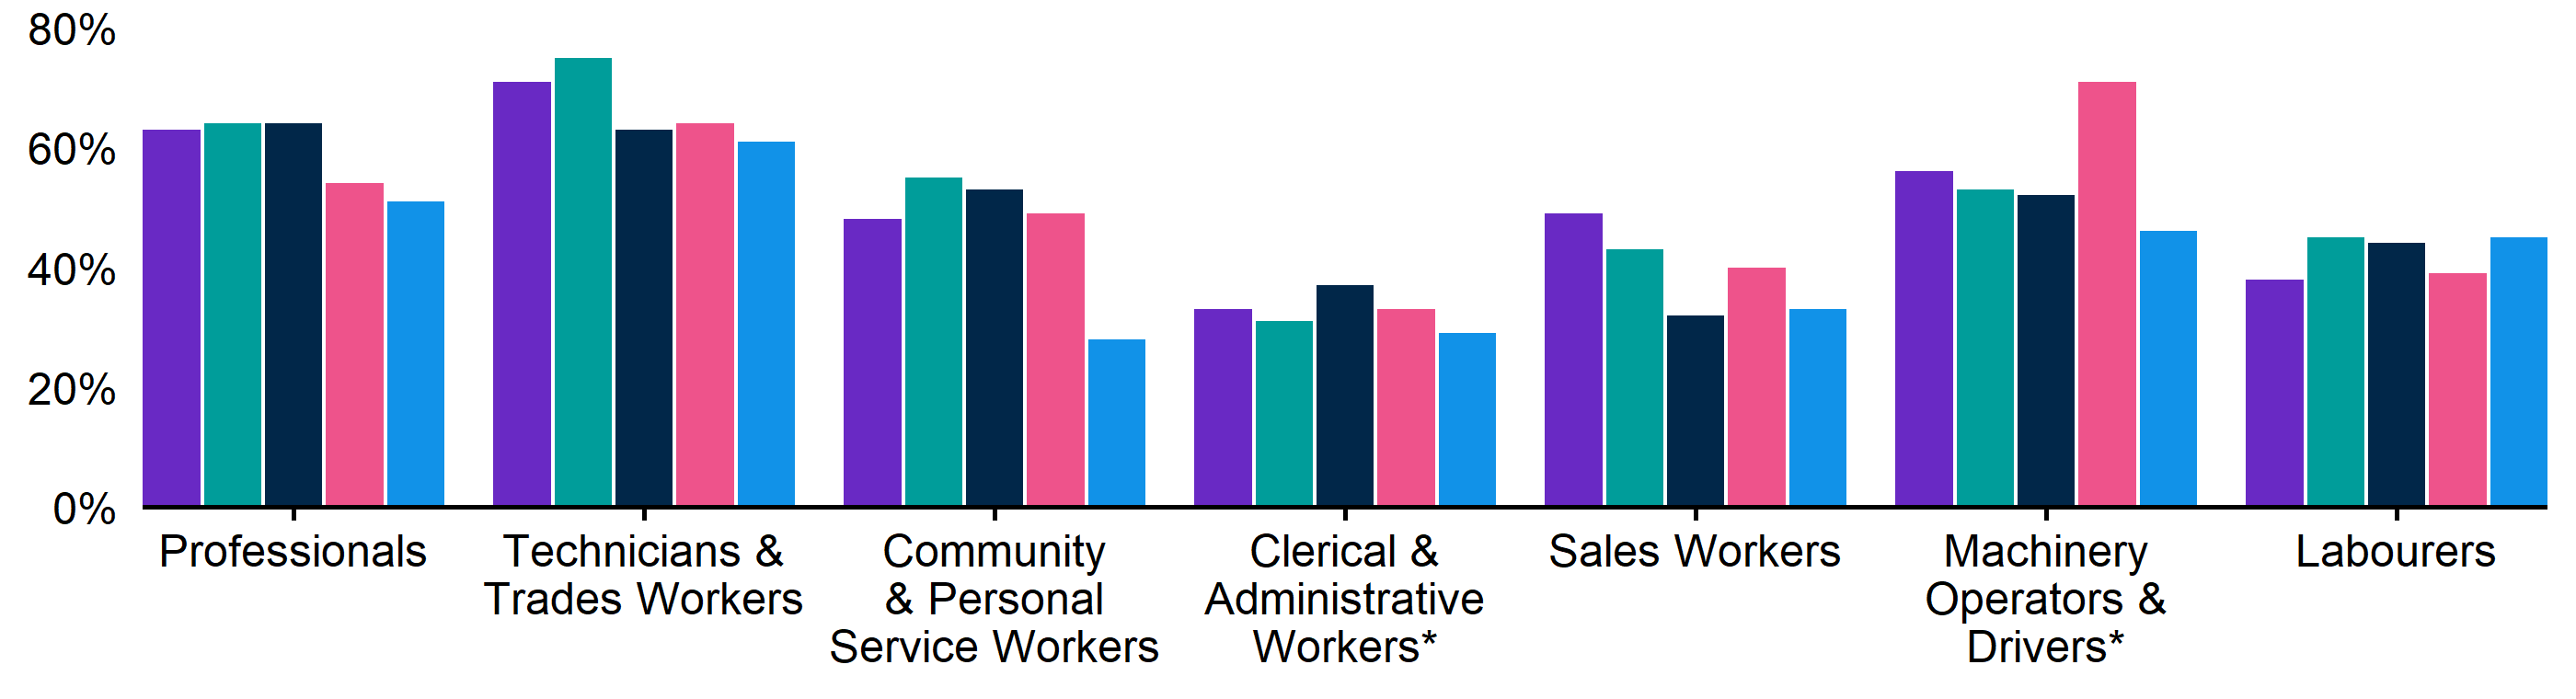 80%
60%
40%
20%
0%
Professionals
Technicians &
Trades Workers
Community
& Personal
Service Workers
Clerical &
Administrative
Workers*
Sales Workers
Machinery
Operators &
Drivers*
Labourers